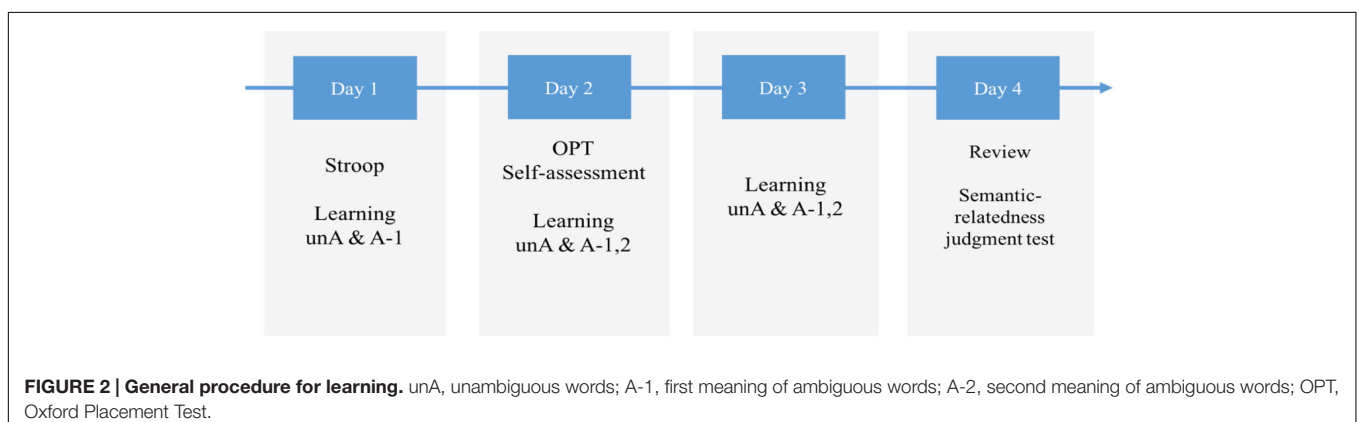 Day 1
Stroop
Learning
unA & A-1
Day 2
OPT
Self-assessment
Learning
unA & A-1,2
Day 3
Learning
unA & A-1,2
Day 4
Review
Semantic-
relatedness
judgment test
FIGURE 2 | General procedure for learning. unA, unambiguous words; A-1, first meaning of ambiguous words; A-2, second meaning of ambiguous words; OPT,
Oxford Placement Test.